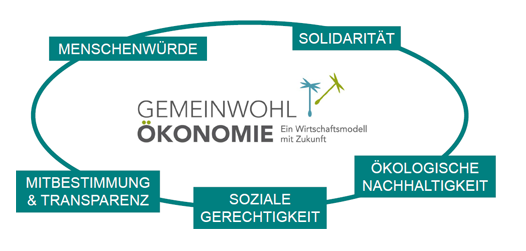 MENSCHENWÜRDE
SOLIDARITÄT
GEMEINWOHL
ÖKONOMIE Ein Wirtschaftsmodell
mit Zukunft
MITBESTIMMUNG
& TRANSPARENZ
SOZIALE
GERECHTIGKEIT
ÖKOLOGISCHE
NACHHALTIGKEIT